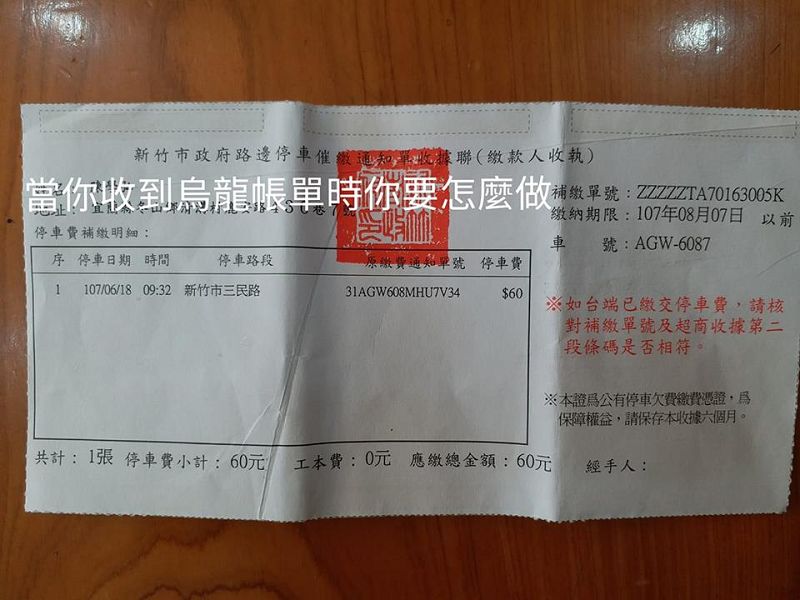 新竹市政府路邊停車催繳通知單收據聯(繳款人收執)
當你收到烏龍帳單時你要怎麼做
地址：
停車費補繳明細：
補繳單號：ZZZZZTA70163005K
繳納期限：107年08月07日 以前
車 號：AGW-6087
序 停車日期 時間 停車路段 原繳費通知單號 停車費
1 107/06/18 09:32 新竹市三民路 31AGW608MHU7V34 $60
※如台端已繳交停車費，請核
對補繳單號及超商收據第二
段條碼是否相符。
※本證爲公有停車欠費繳費憑證，爲
保障權益，請保存本收據六個月。
共計：1張 停車費小計：60元 工本費：0元 應繳總金額：60元
經手人：